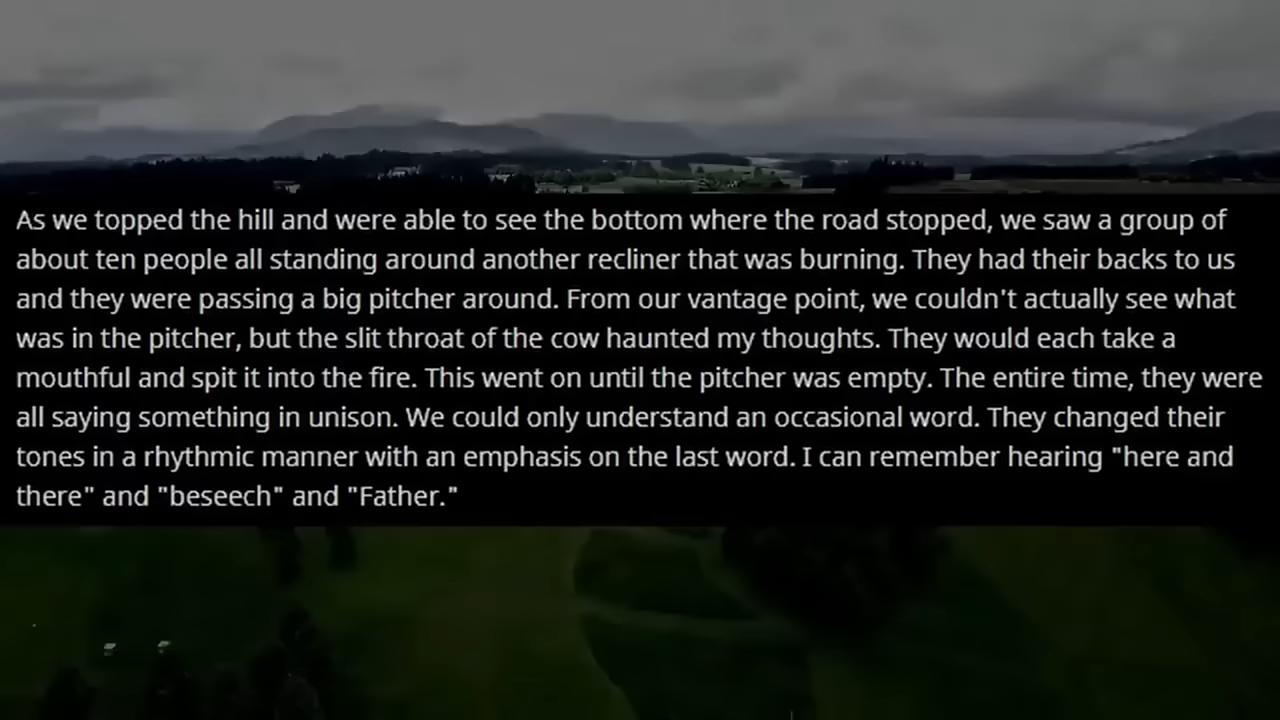 As we topped the hill and were able to see the bottom where the road stopped, we saw a group of
about ten people all standing around another recliner that was burning. They had their backs to us
and they were passing a big pitcher around. From our vantage point, we couldn't actually see what
was in the pitcher, but the slit throat of the cow haunted my thoughts. They would each take a
mouthful and spit it into the fire. This went on until the pitcher was empty. The entire time, they were
all saying something in unison. We could only understand an occasional word. They changed their
tones in a rhythmic manner with an emphasis on the last word. I can remember hearing "here and
there" and "beseech" and "Father."